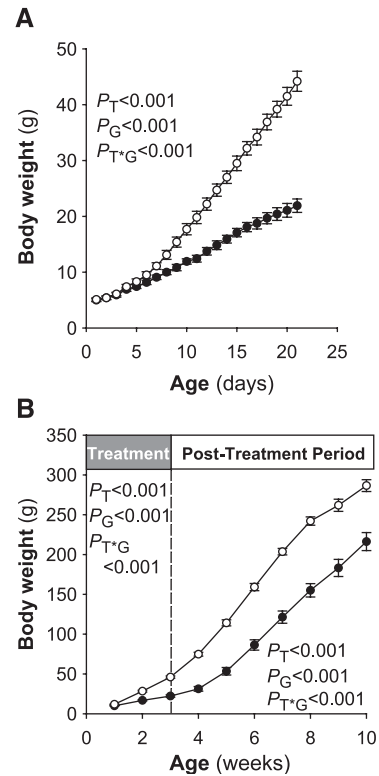 A
50
40
30
20
10
0
Body weight (g)
P_T<0.001
P_G<0.001
P_T*G<0.001
0 5 10 15 20 25
Age (days)
B
350
300
250
200
150
100
50
0
Body weight (g)
Treatment Post-Treatment Period
P_T<0.001
P_G<0.001
P_T*G
<0.001
P_T<0.001
P_G<0.001
P_T*G<0.001
0 2 4 6 8 10
Age (weeks)